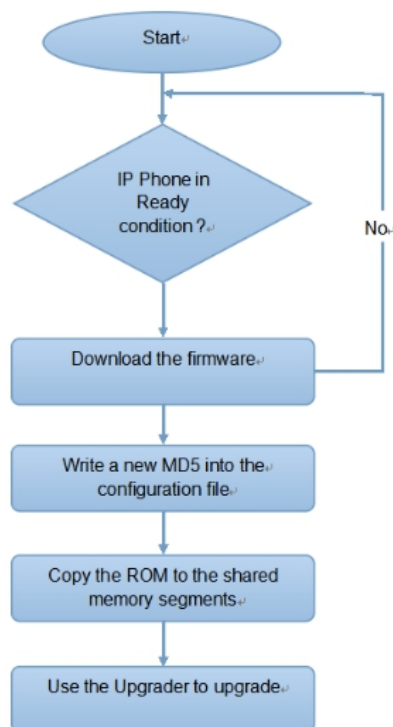 Start
IP Phone in
Ready
condition ?
No
Download the firmware
Write a new MD5 into the
configuration file
Copy the ROM to the shared
memory segments
Use the Upgrader to upgrade